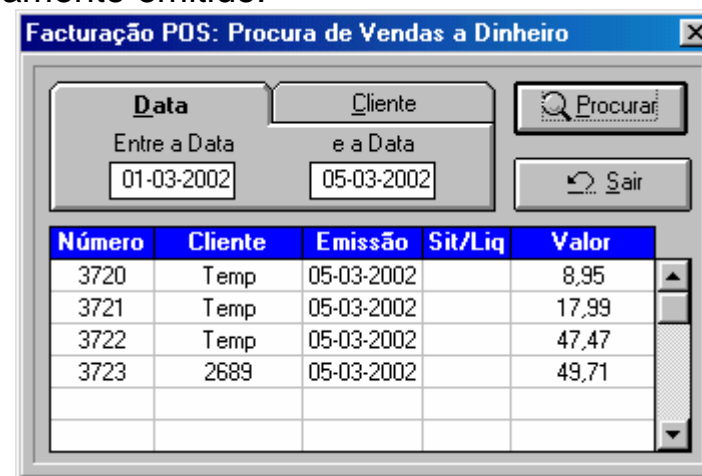 amente emitido.
Facturação POS: Procura de Vendas a Dinheiro
Data Cliente Procurar
Entre a Data e a Data
01-03-2002 05-03-2002 Sair
Número Cliente Emissão Sit/Liq Valor
3720 Temp 05-03-2002 8,95
3721 Temp 05-03-2002 17,99
3722 Temp 05-03-2002 47,47
3723 2689 05-03-2002 49,71